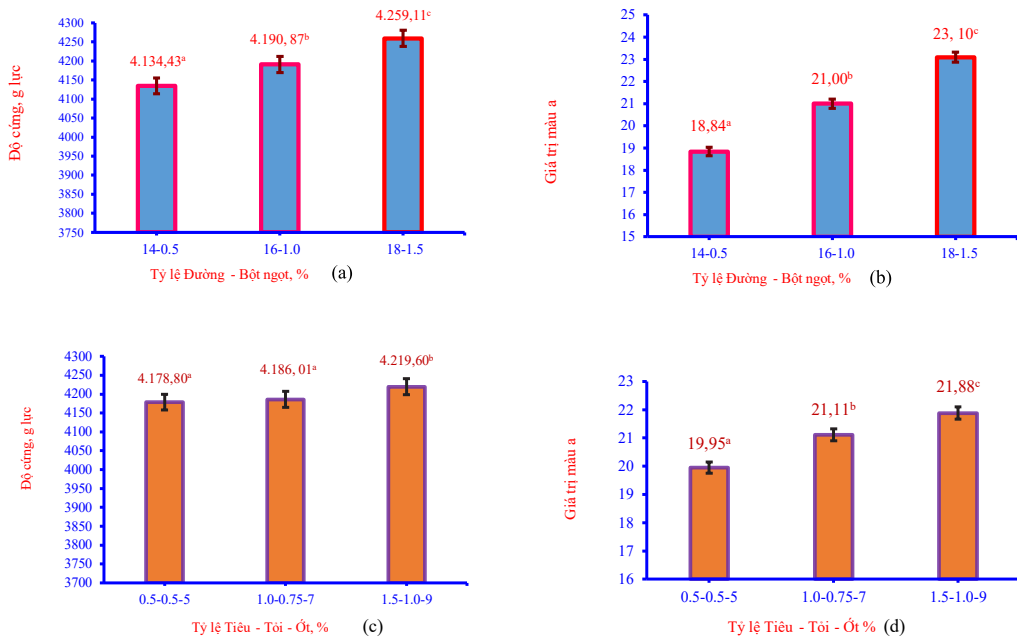 4300
4250
4200
4150
4100
4050
4000
3950
3900
3850
3800
3750
Độ cứng, g lực
4.134,43ᵃ
4.190, 87ᵇ
4.259,11ᶜ
14-0.5
16-1.0
18-1.5
Tỷ lệ Đường - Bột ngọt, %
(a)
25
24
23
22
21
20
19
18
17
16
15
Giá trị màu a
18,84ᵃ
21,00ᵇ
23, 10ᶜ
14-0.5
16-1.0
18-1.5
Tỷ lệ Đường - Bột ngọt, %
(b)
4300
4250
4200
4150
4100
4050
4000
3950
3900
3850
3800
3750
3700
Độ cứng, g lực
4.178,80ᵃ
4.186, 01ᵃ
4.219,60ᵇ
0.5-0.5-5
1.0-0.75-7
1.5-1.0-9
Tỷ lệ Tiêu - Tỏi - Ớt, %
(c)
23
22
21
20
19
18
17
16
Giá trị màu a
19,95ᵃ
21,11ᵇ
21,88ᶜ
0.5-0.5-5
1.0-0.75-7
1.5-1.0-9
Tỷ lệ Tiêu - Tỏi - Ớt %
(d)